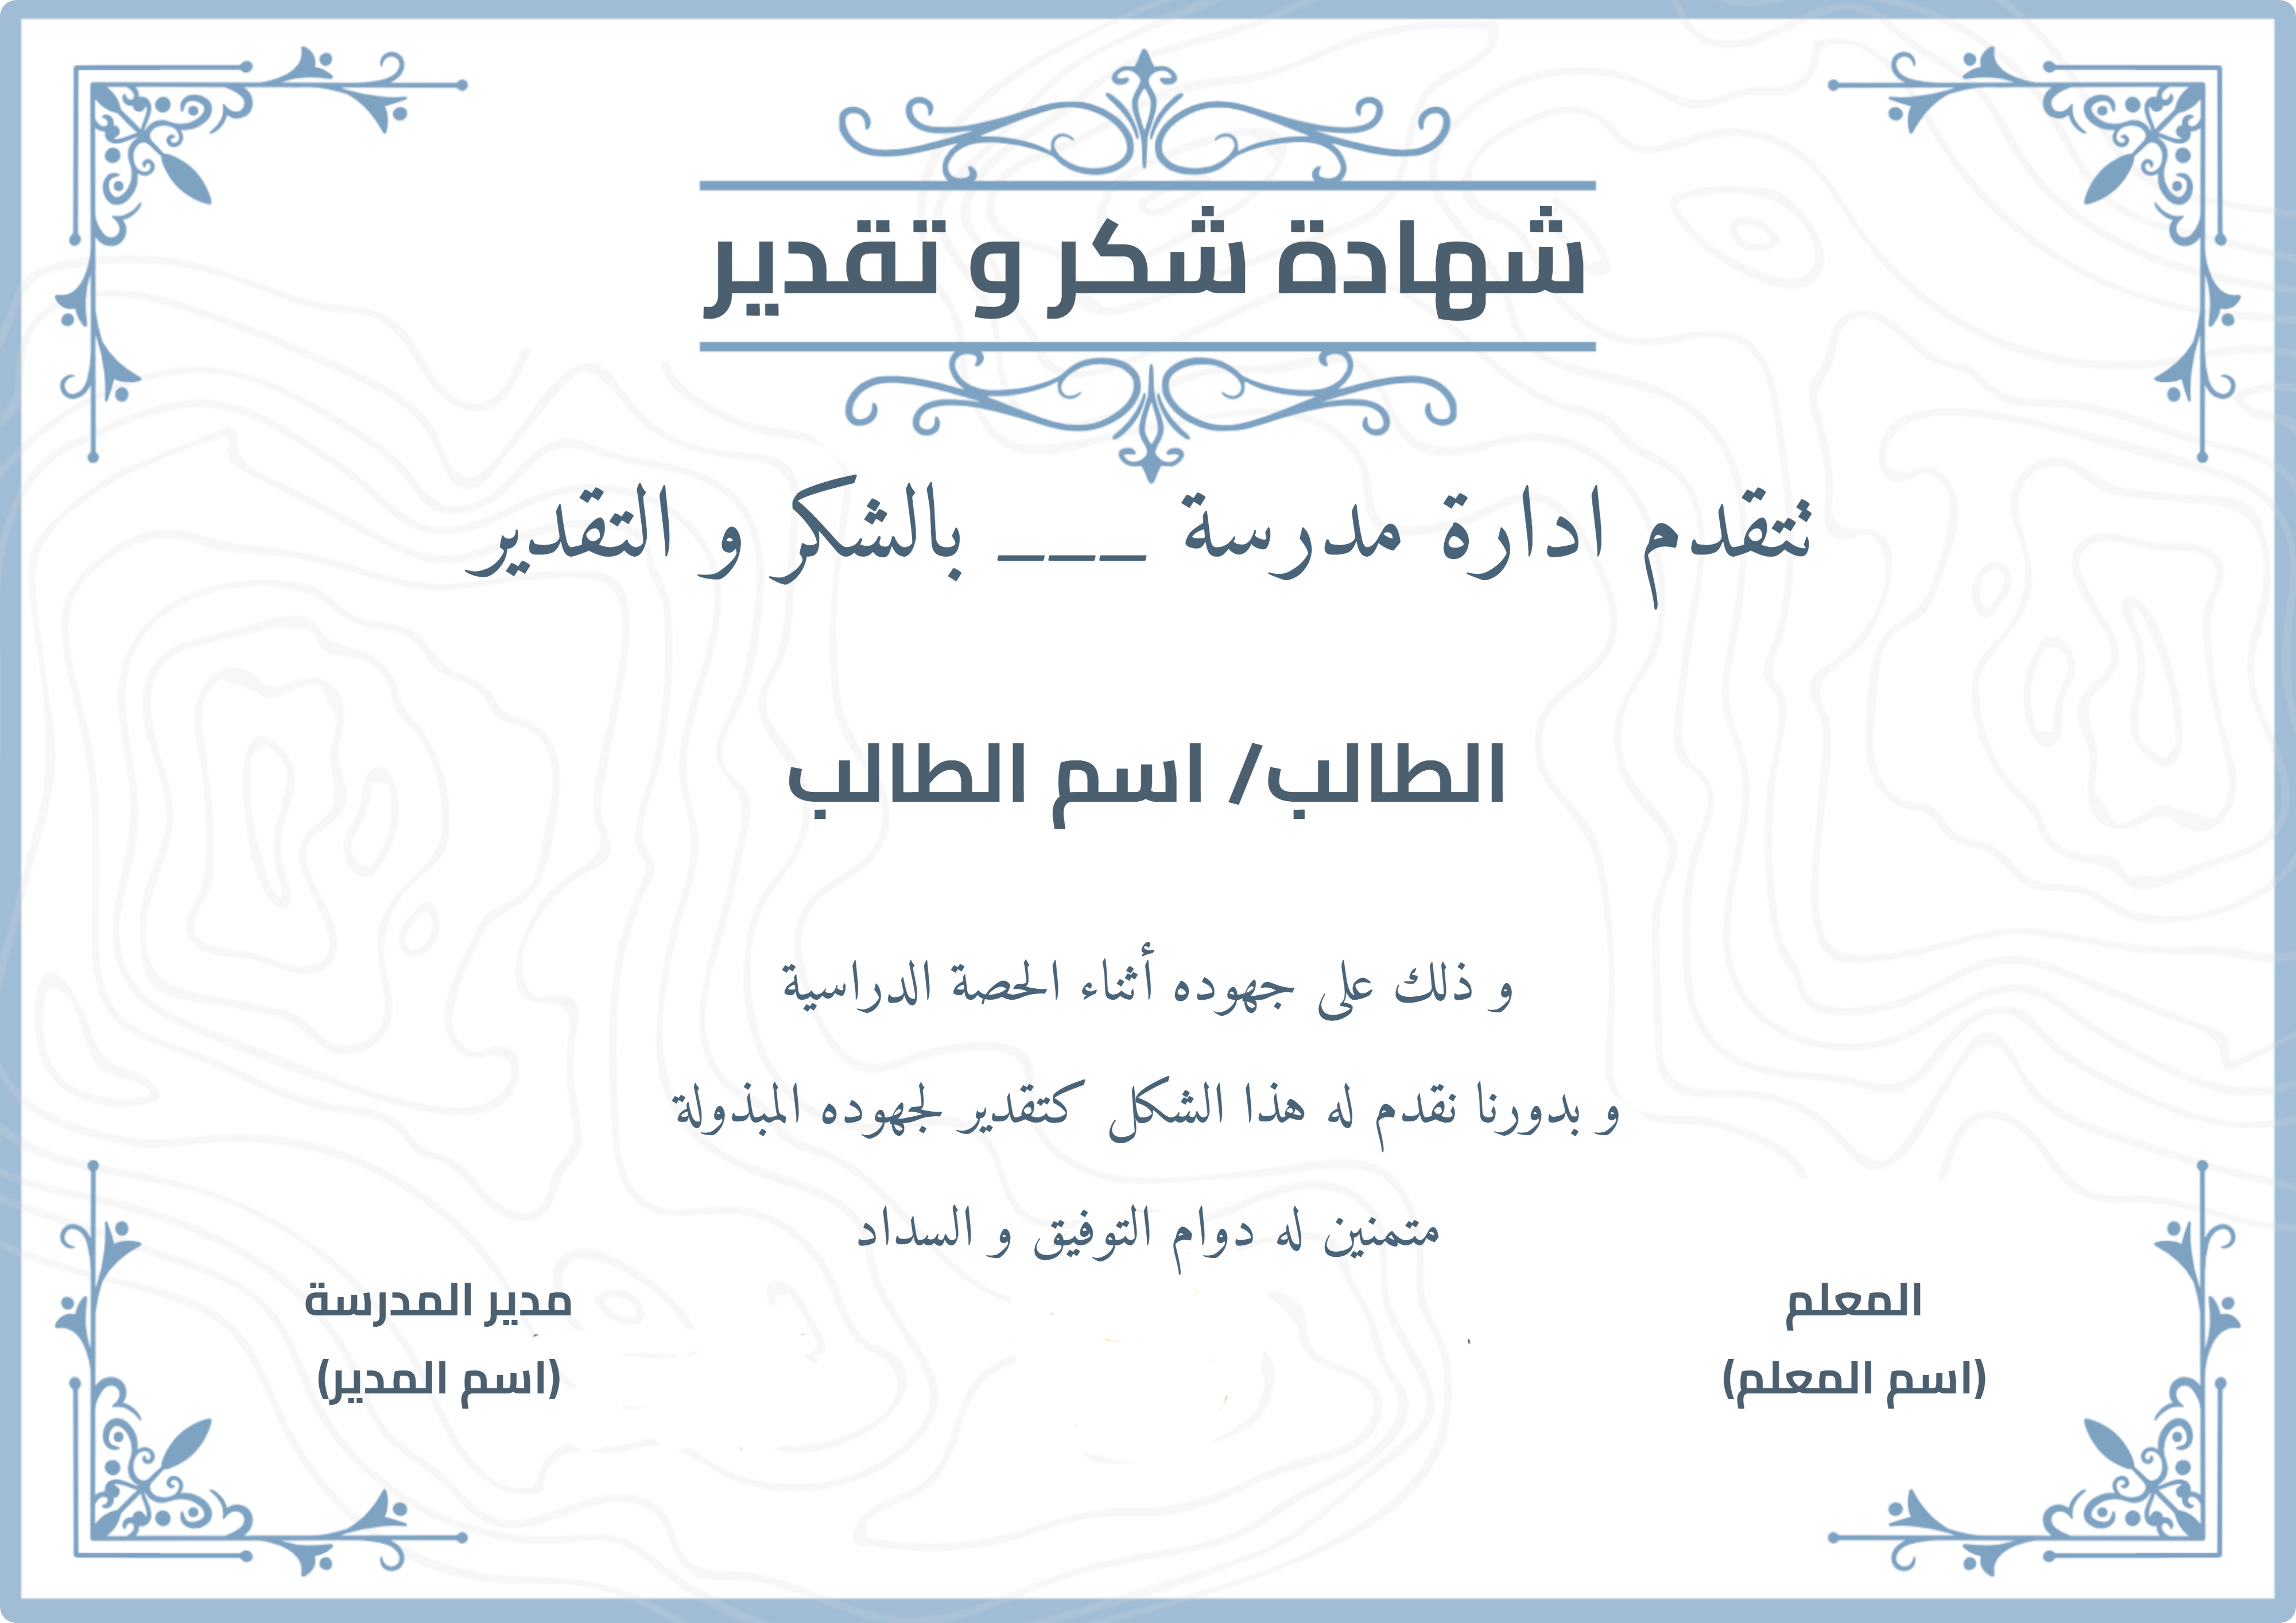 شهادة شكر و تقدير
تتقدم ادارة مدرسة ___ بالشكر و التقدير
الطالب/ اسم الطالب
و ذلك على جهوده أثناء الحصة الدراسية
و بدورنا نقدم له هذا الشكل كتقدير لجهوده المبذولة
متمنين له دوام التوفيق و السداد
المعلم
(اسم المعلم)
مدير المدرسة
(اسم المدير)